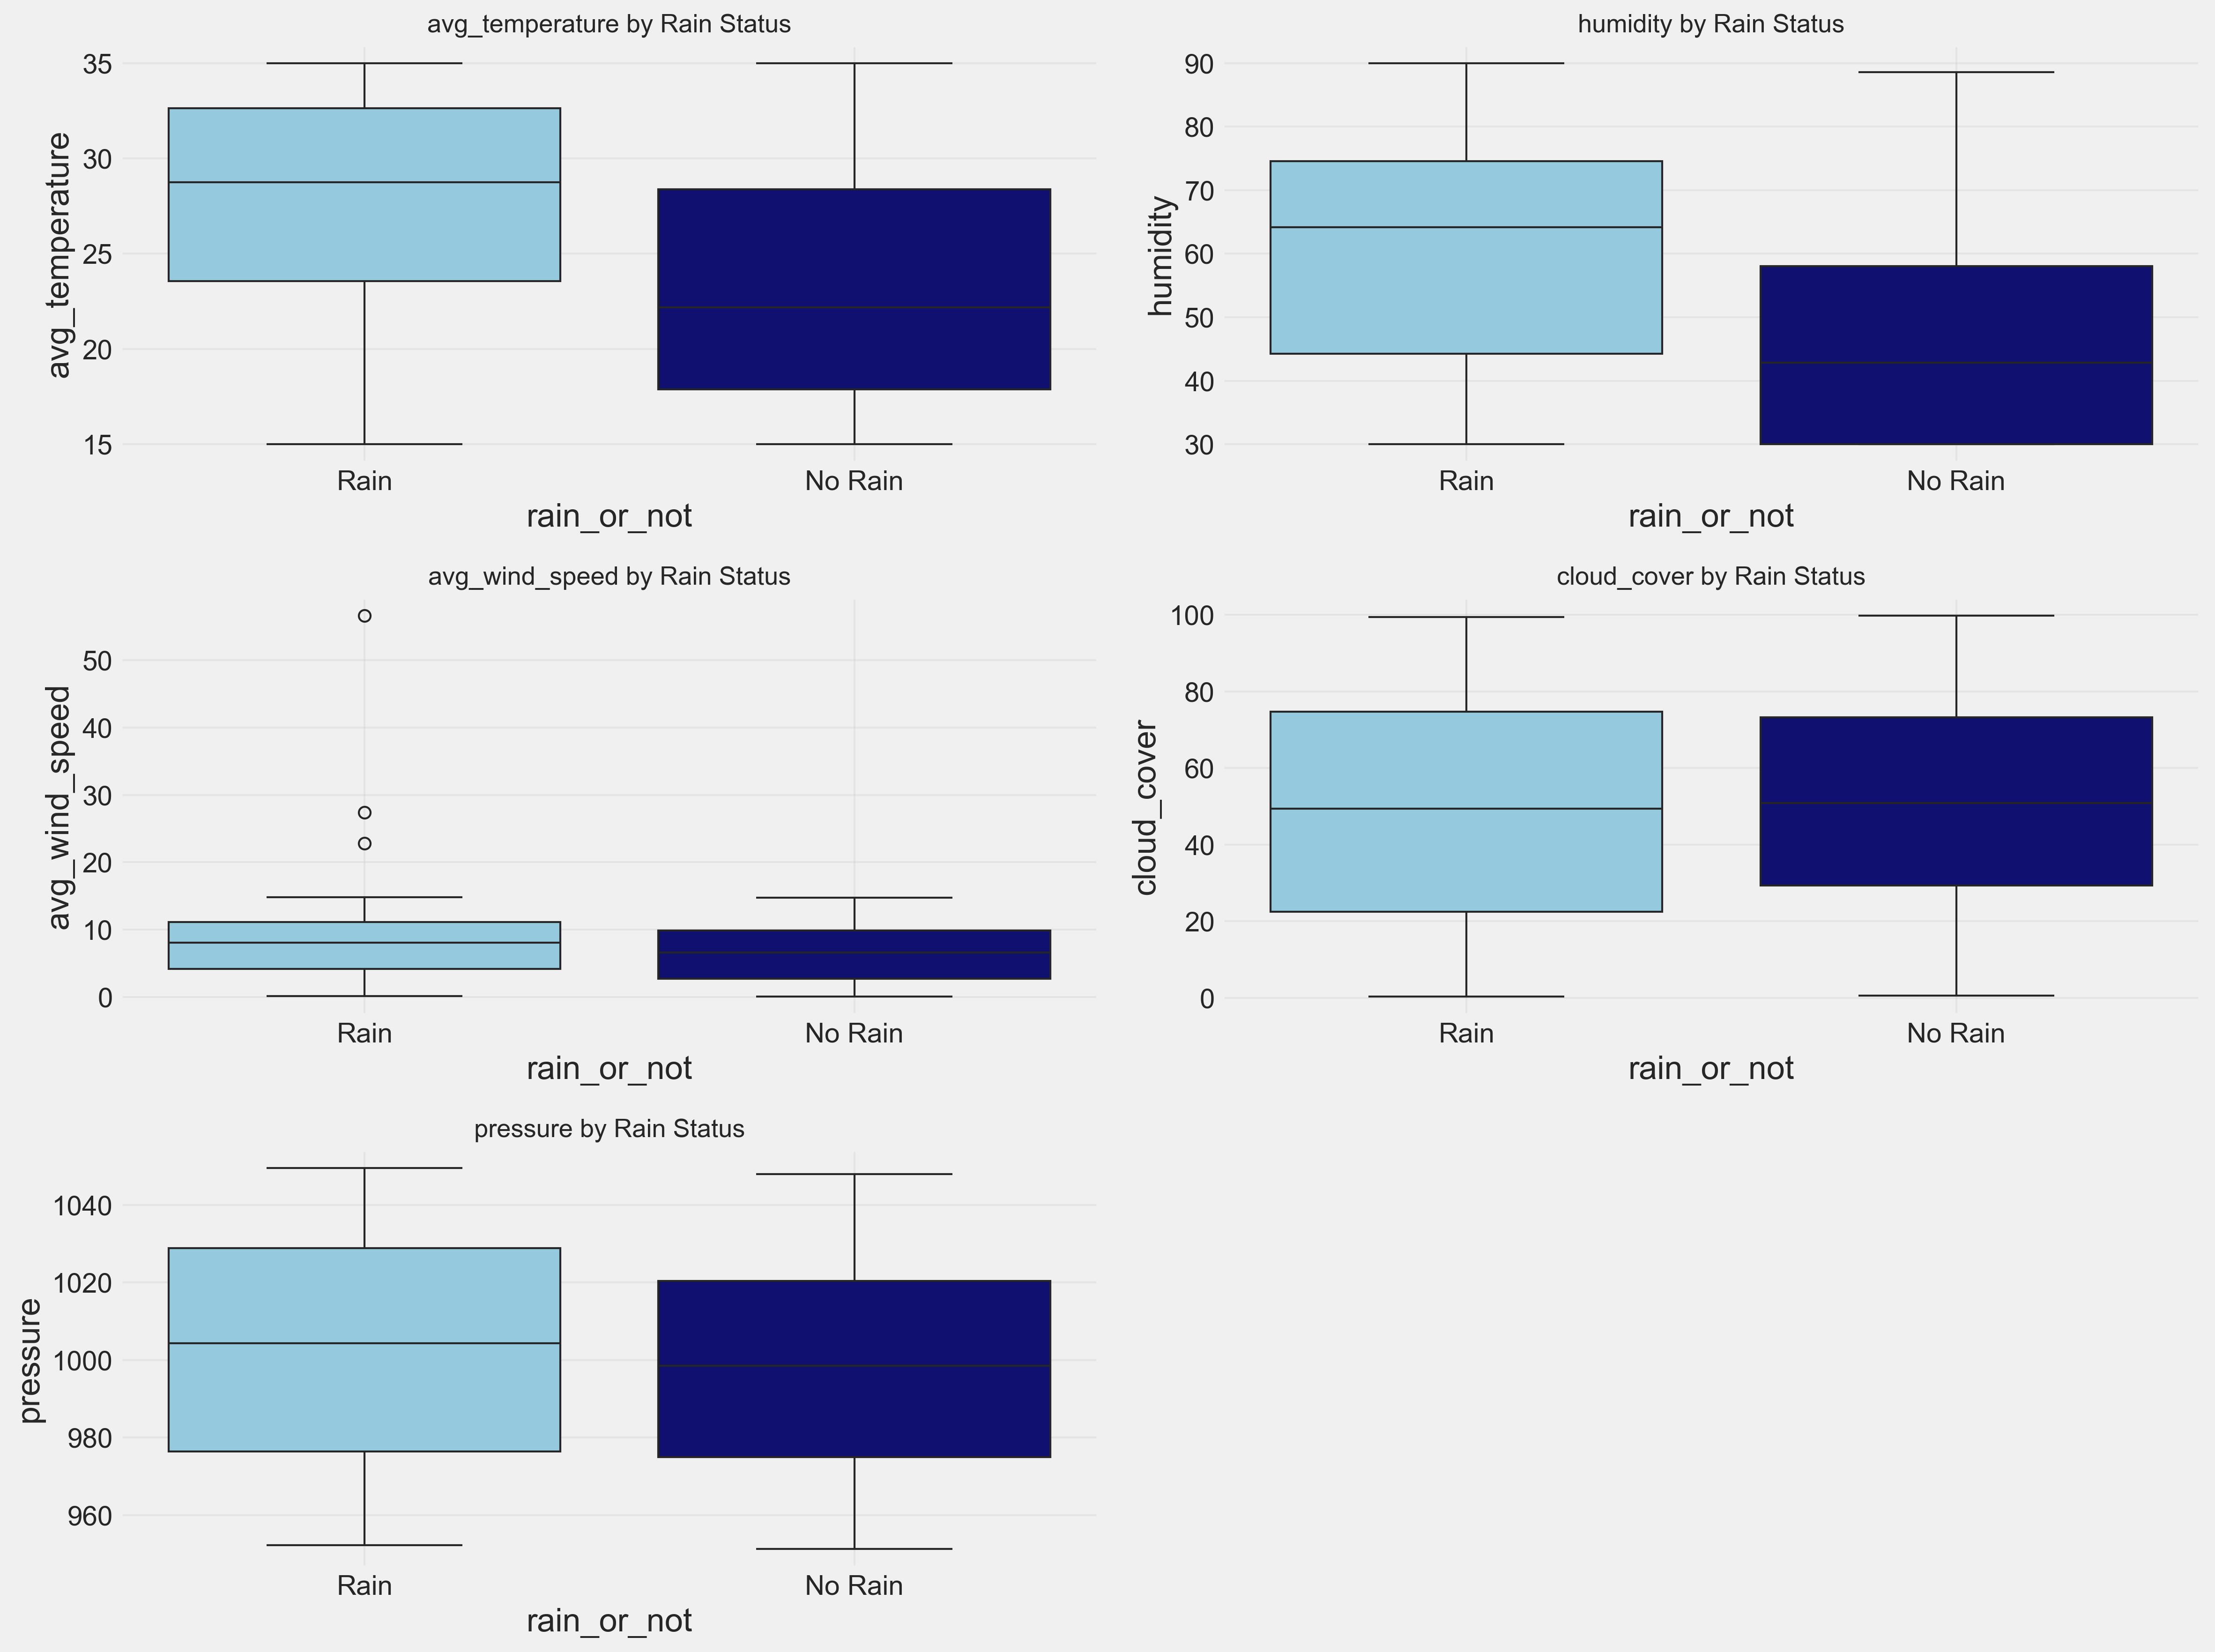 avg_temperature by Rain Status
35
30
25
20
15
avg_temperature
Rain
No Rain
rain_or_not
humidity by Rain Status
90
80
70
60
50
40
30
humidity
Rain
No Rain
rain_or_not
avg_wind_speed by Rain Status
50
40
30
20
10
0
avg_wind_speed
Rain
No Rain
rain_or_not
cloud_cover by Rain Status
100
80
60
40
20
0
cloud_cover
Rain
No Rain
rain_or_not
pressure by Rain Status
1040
1020
1000
980
960
pressure
Rain
No Rain
rain_or_not